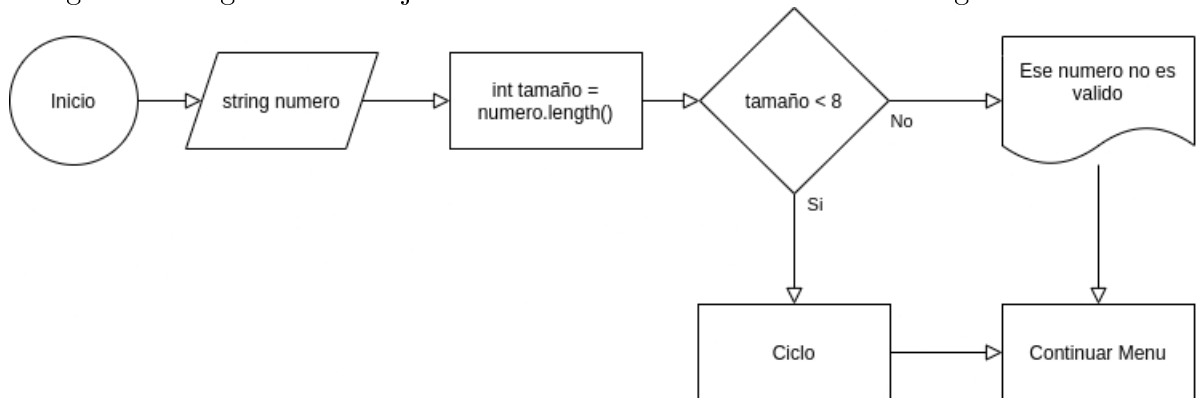 Inicio
string numero
int tamaño =
numero.length()
tamaño < 8
No
Si
Ese numero no es
valido
Ciclo
Continuar Menu